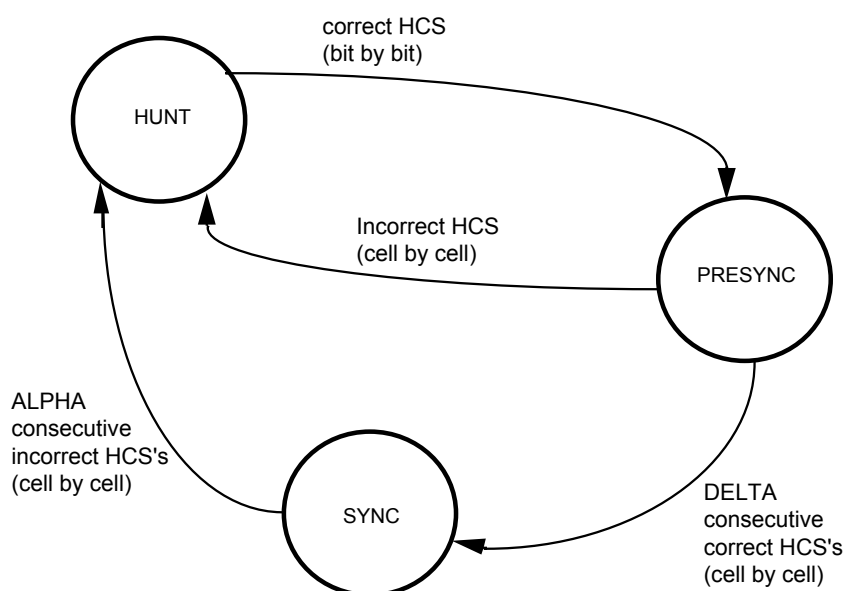 correct HCS
(bit by bit)
HUNT
Incorrect HCS
(cell by cell)
PRESYNC
ALPHA
consecutive
incorrect HCS's
(cell by cell)
SYNC
DELTA
consecutive
correct HCS's
(cell by cell)